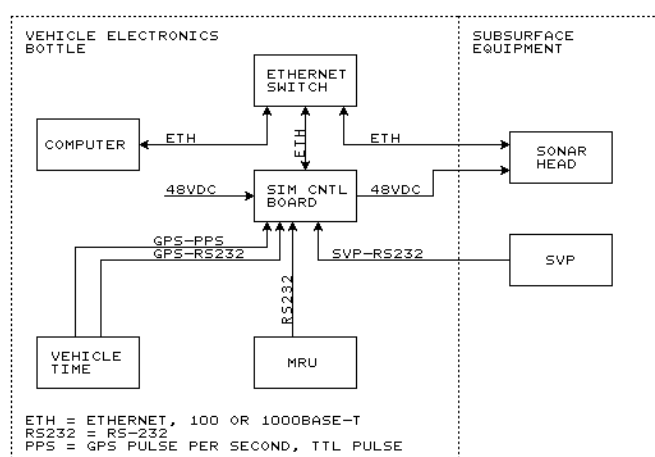 VEHICLE ELECTRONICS
BOTTLE
SUBSURFACE
EQUIPMENT
ETHERNET
SWITCH
COMPUTER
ETH
ETH
ETH
SONAR
HEAD
48VDC
SIM CNTL
BOARD
48VDC
GPS-PPS
GPS-RS232
RS232
SVP-RS232
SVP
VEHICLE
TIME
MRU
ETH = ETHERNET, 100 OR 1000BASE-T
RS232 = RS-232
PPS = GPS PULSE PER SECOND, TTL PULSE